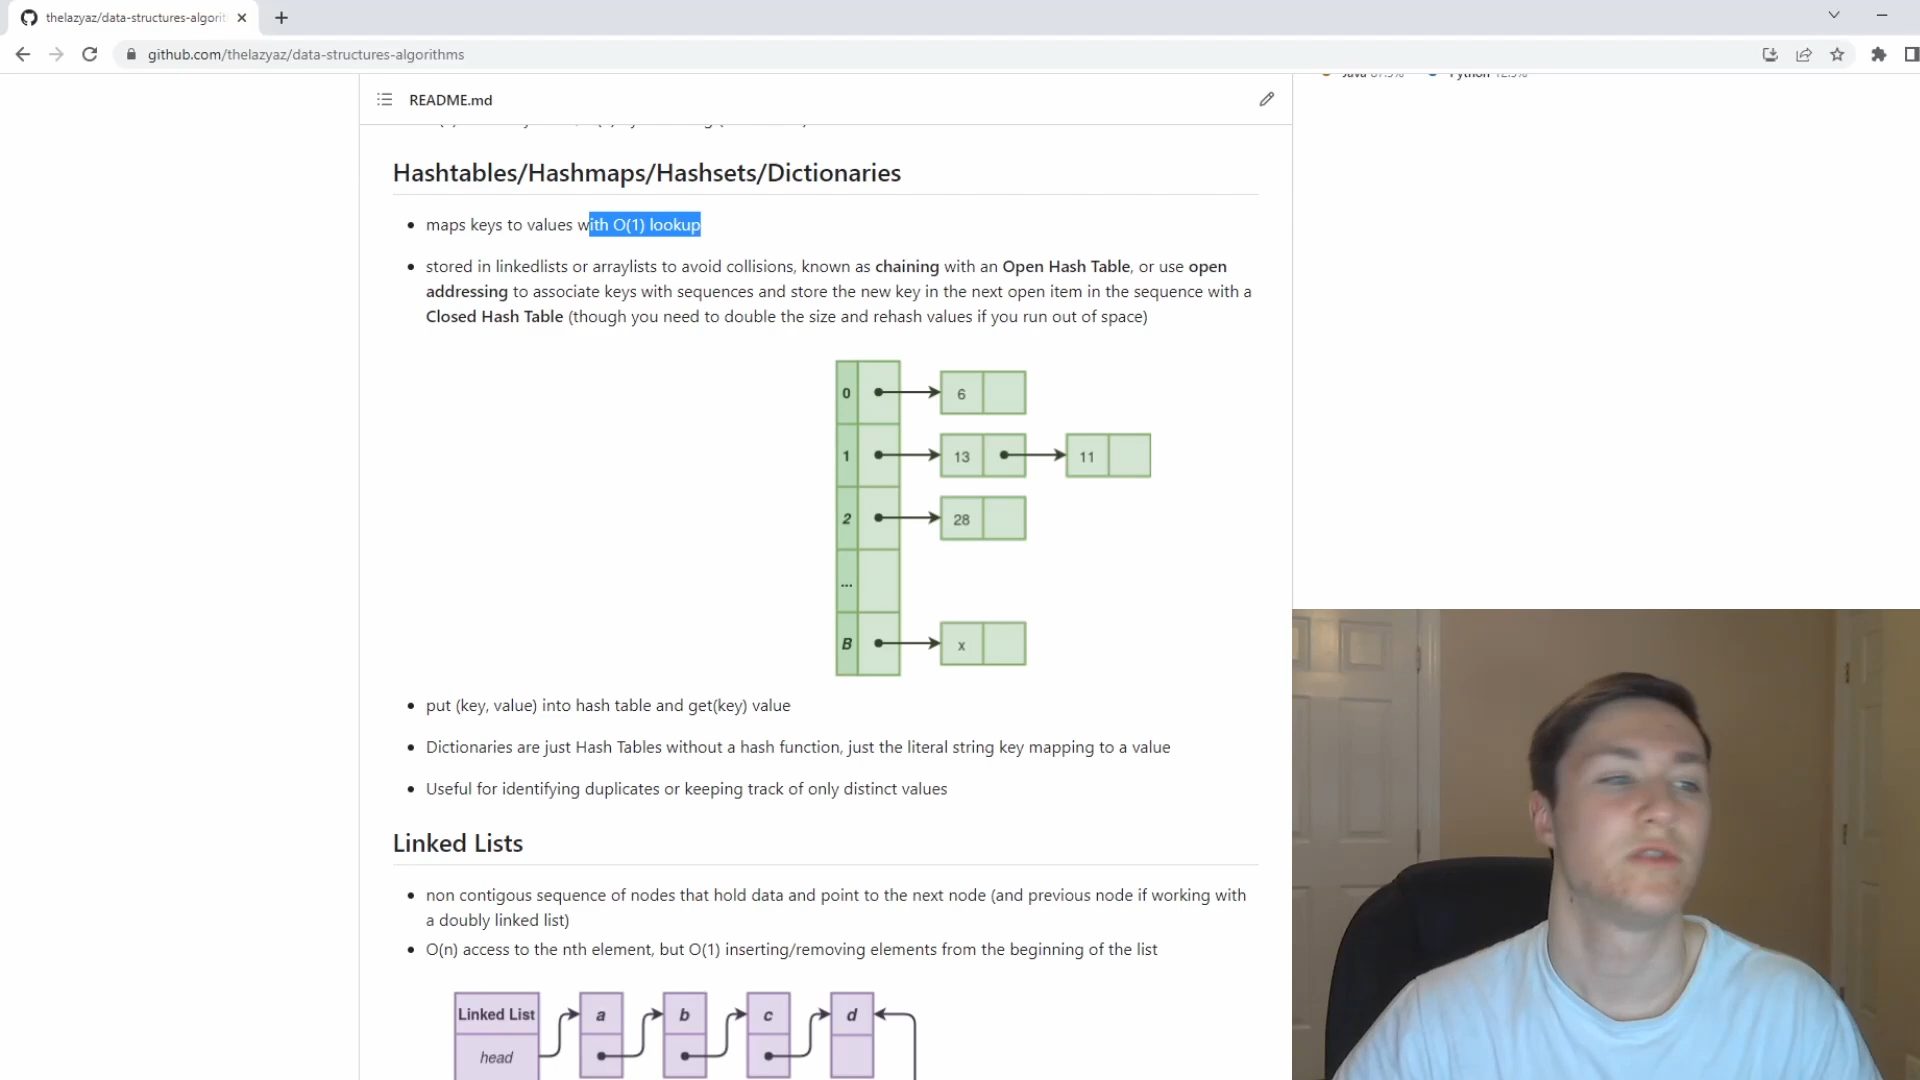 thelazyaz/data-structures-algorit
github.com/thelazyaz/data-structures-algorithms
README.md
Hashtables/Hashmaps/Hashsets/Dictionaries
maps keys to values with O(1) lookup
stored in linkedlists or arraylists to avoid collisions, known as chaining with an Open Hash Table, or use open
addressing to associate keys with sequences and store the new key in the next open item in the sequence with a
Closed Hash Table (though you need to double the size and rehash values if you run out of space)
0 6
1 13 11
2 28
...
B x
put (key, value) into hash table and get(key) value
Dictionaries are just Hash Tables without a hash function, just the literal string key mapping to a value
Useful for identifying duplicates or keeping track of only distinct values
Linked Lists
non contigous sequence of nodes that hold data and point to the next node (and previous node if working with
a doubly linked list)
O(n) access to the nth element, but O(1) inserting/removing elements from the beginning of the list
Linked List a b c d
head